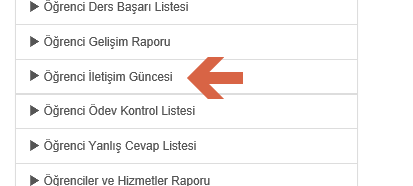 Öğrenci Ders Başarı Listesi
Öğrenci Gelişim Raporu
Öğrenci İletişim Güncesi
Öğrenci Ödev Kontrol Listesi
Öğrenci Yanlış Cevap Listesi
Öğrenciler ve Hizmetler Raporu